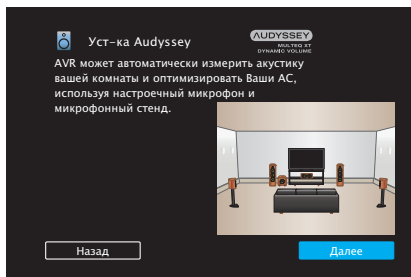 Уст-ка Audyssey
AUDYSSEY
MULTEQ XT
DYNAMIC VOLUME
AVR может автоматически измерить акустику
вашей комнаты и оптимизировать Ваши АС,
используя настроечный микрофон и
микрофонный стенд.
Назад
Далее